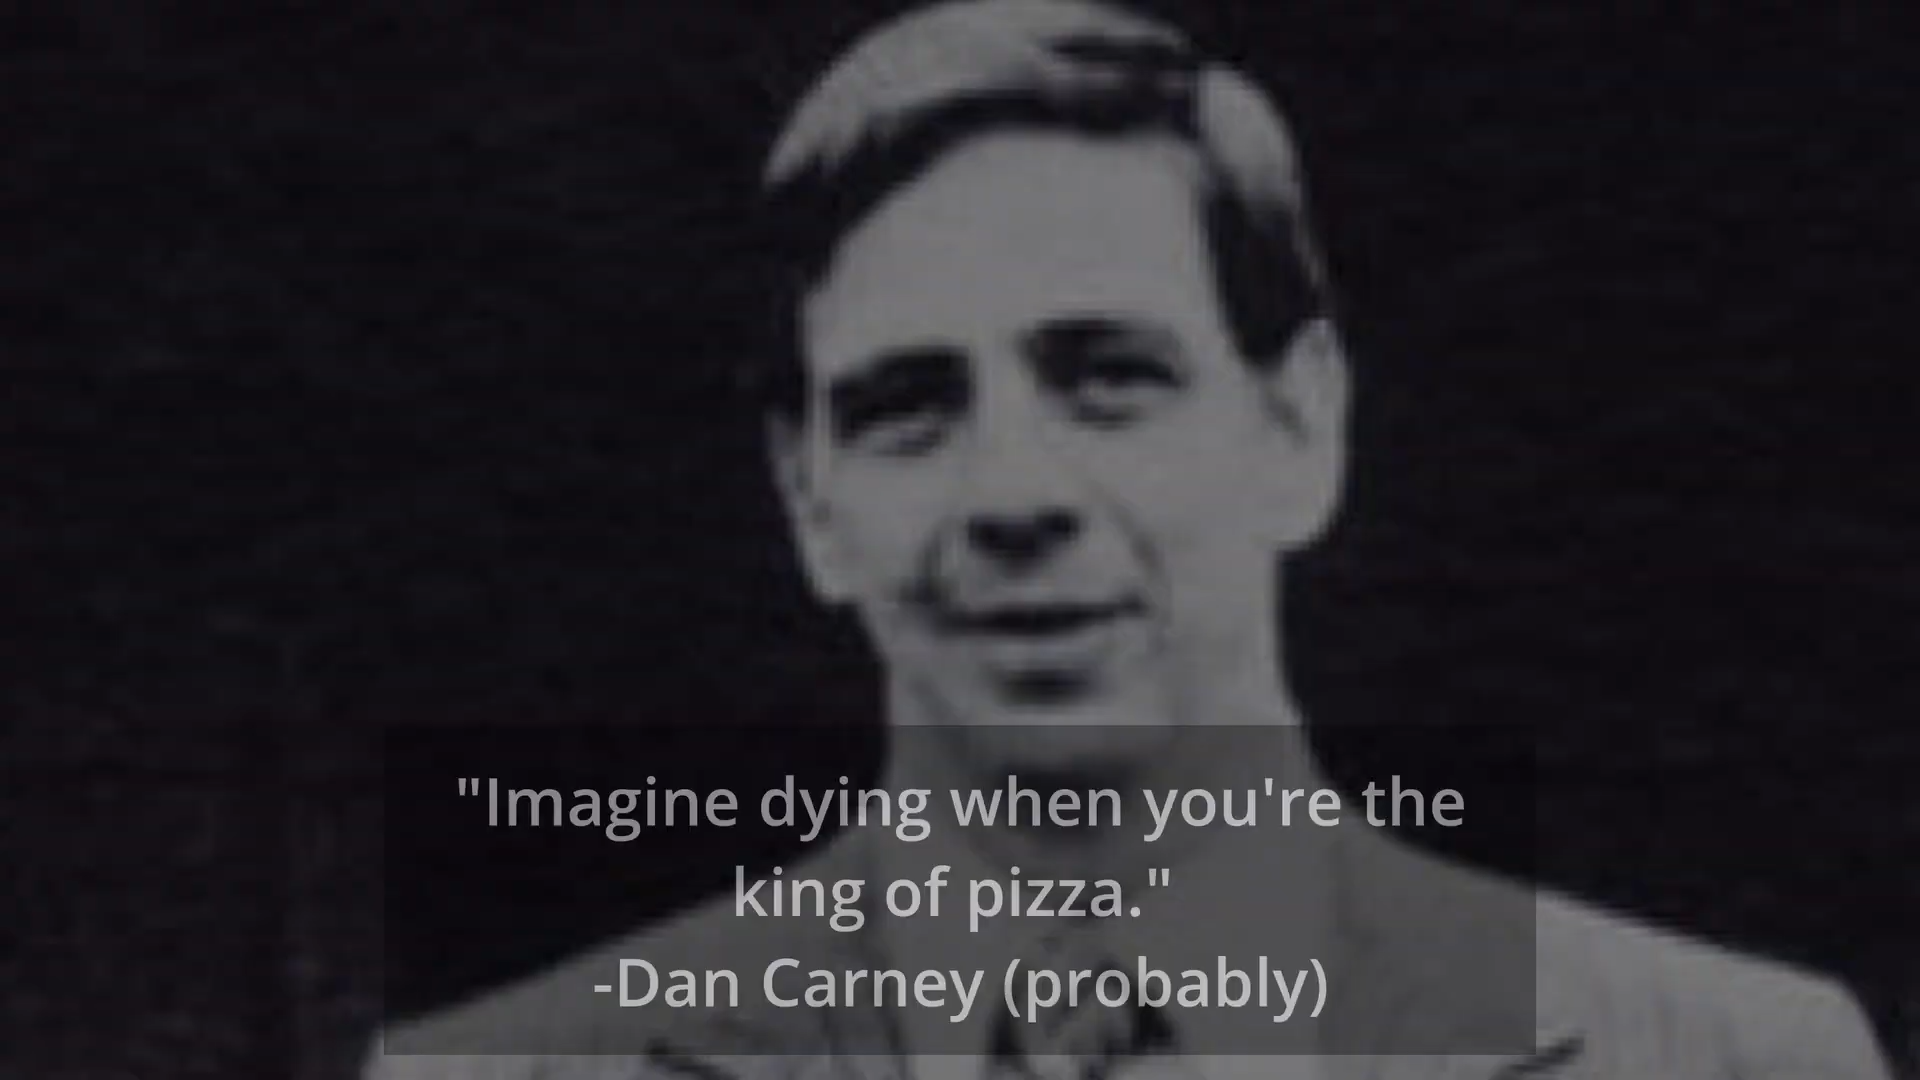 "Imagine dying when you're the
king of pizza."
-Dan Carney (probably)